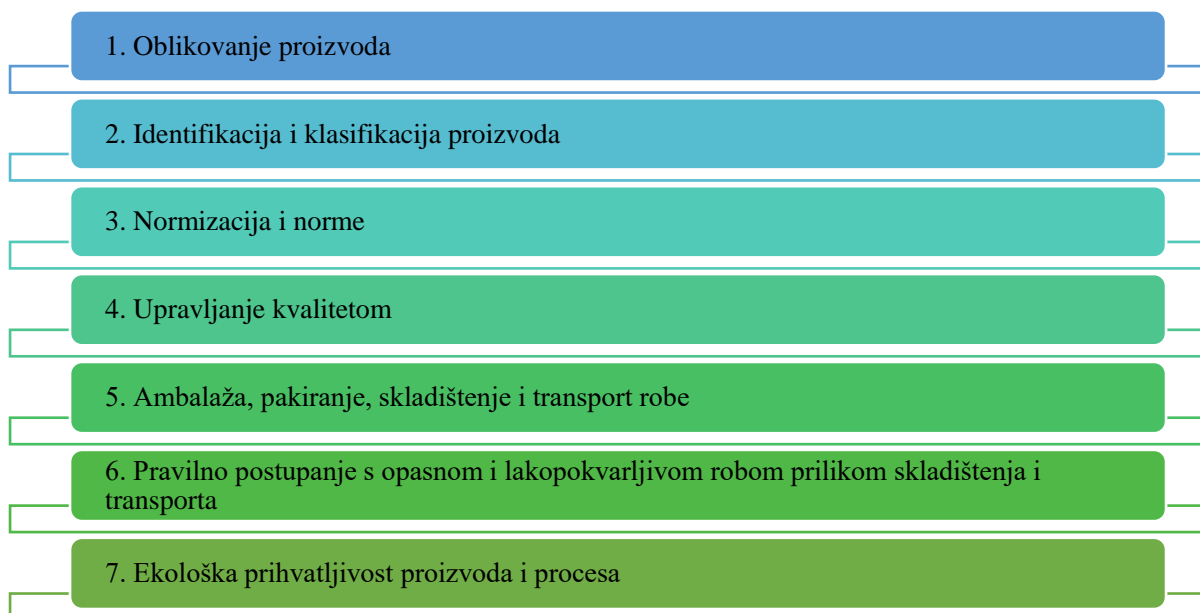 1. Oblikovanje proizvoda
2. Identifikacija i klasifikacija proizvoda
3. Normizacija i norme
4. Upravljanje kvalitetom
5. Ambalaža, pakiranje, skladištenje i transport robe
6. Pravilno postupanje s opasnom i lakopokvarljivom robom prilikom skladištenja i
transporta
7. Ekološka prihvatljivost proizvoda i procesa